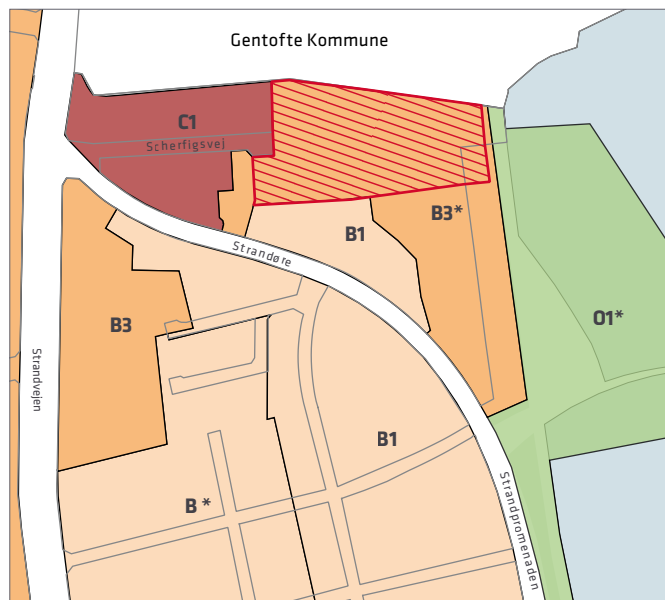 Gentofte Kommune
C1
Scherfigsvej
B3*
B1
Strandøre
O1*
B3
Strandvejen
B1
Strandpromenaden
B *